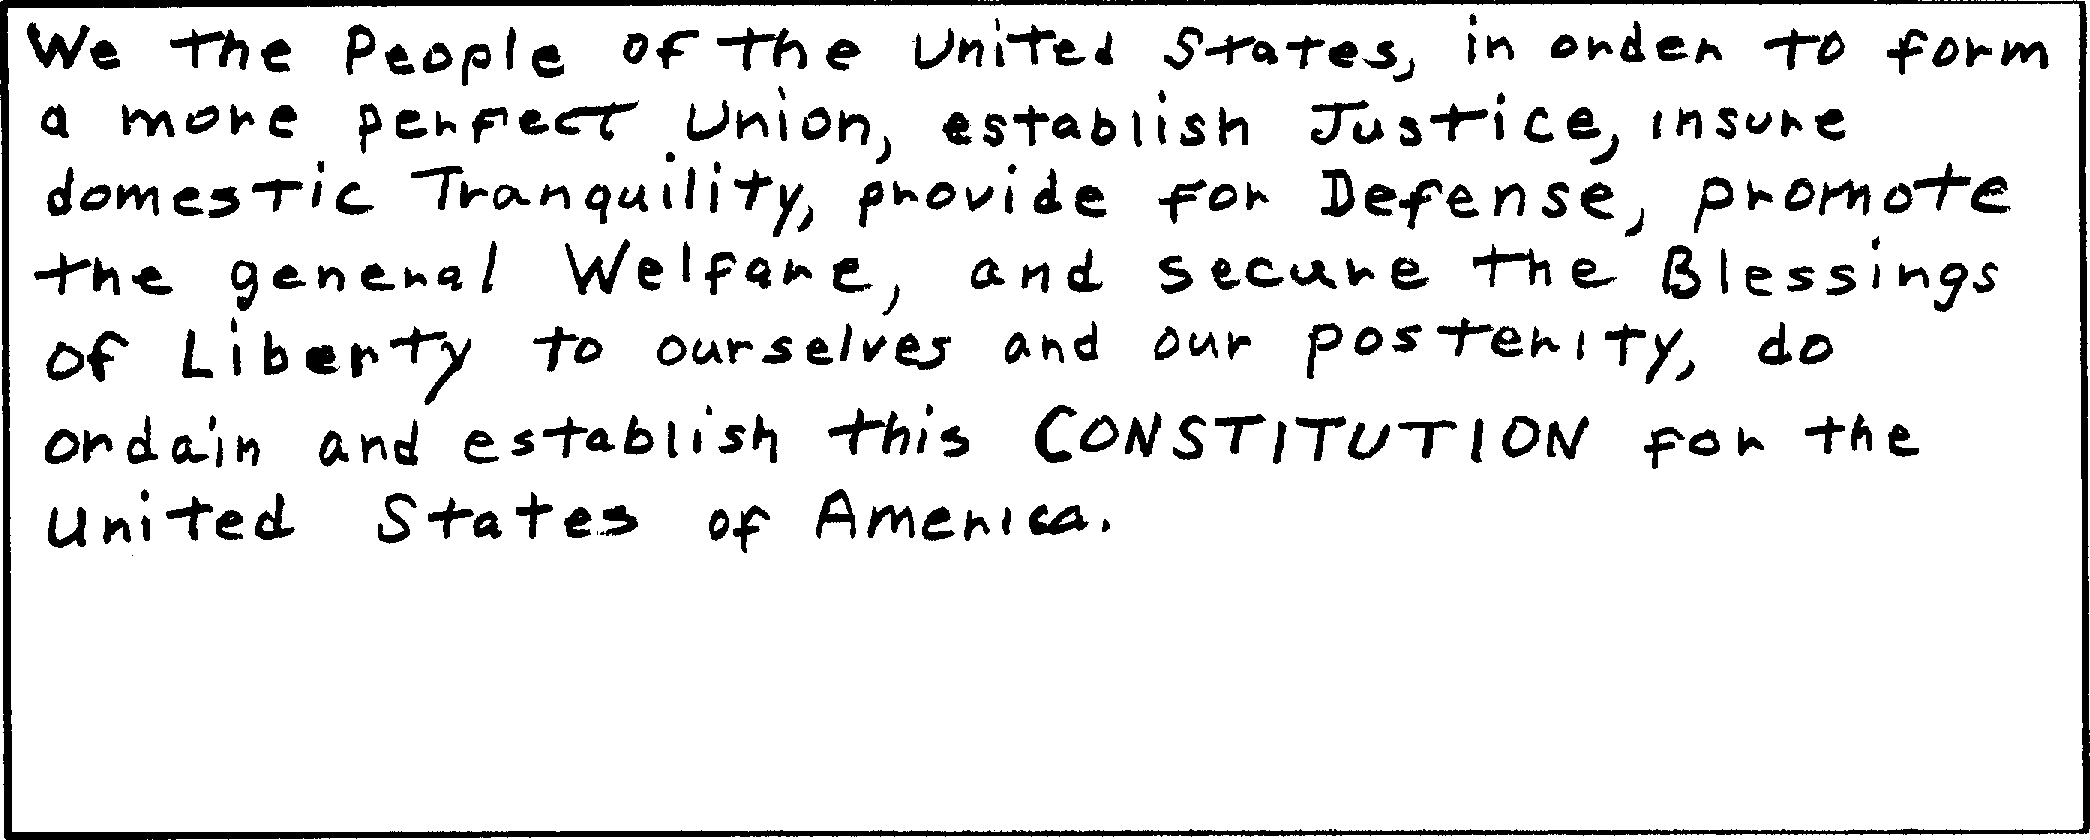 We the People of the United States, in order to form
a more perfect Union, establish Justice, insure
domestic Tranquility, provide for Defense, promote
the general Welfare, and secure the Blessings
of Liberty to ourselves and our posterity, do
ordain and establish this CONSTITUTION for the
United States of America.